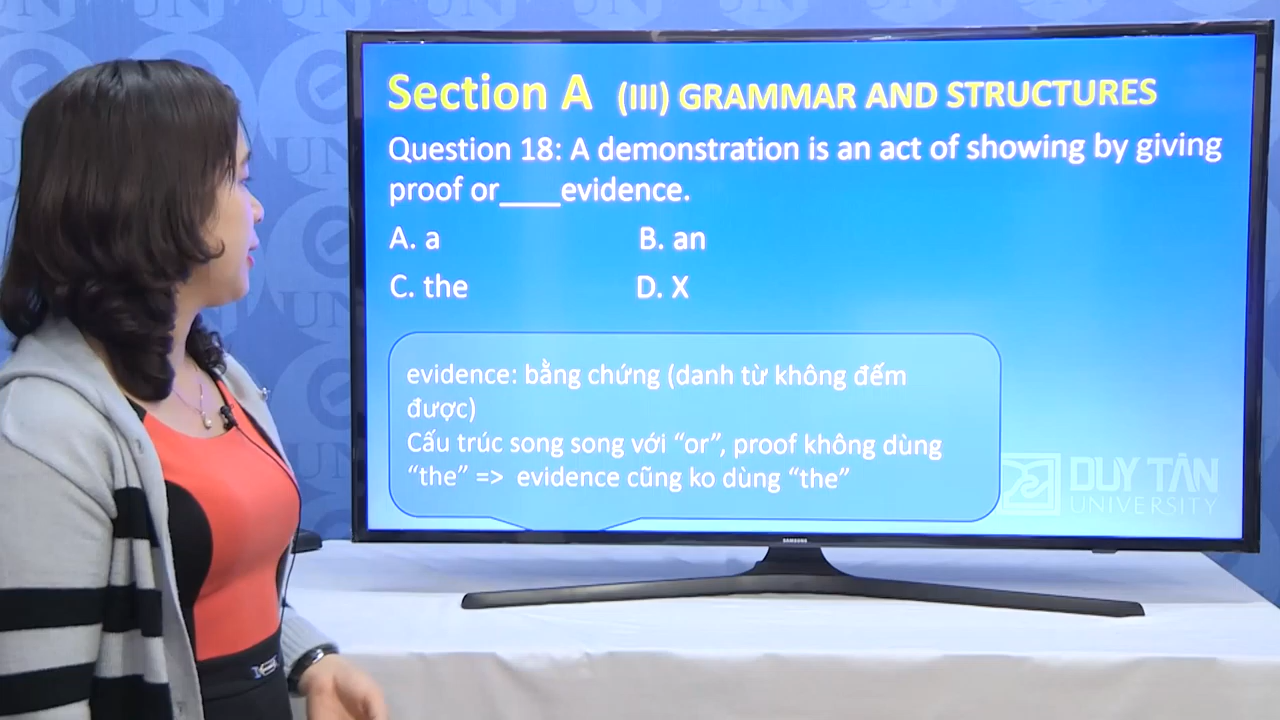 Section A (III) GRAMMAR AND STRUCTURES
Question 18: A demonstration is an act of showing by giving
proof or____evidence.
A. a B. an
C. the D. X
evidence: bằng chứng (danh từ không đếm
được)
Cấu trúc song song với “or”, proof không dùng
“the” => evidence cũng ko dùng “the”
DUY TÂN
UNIVERSITY
SAMSUNG